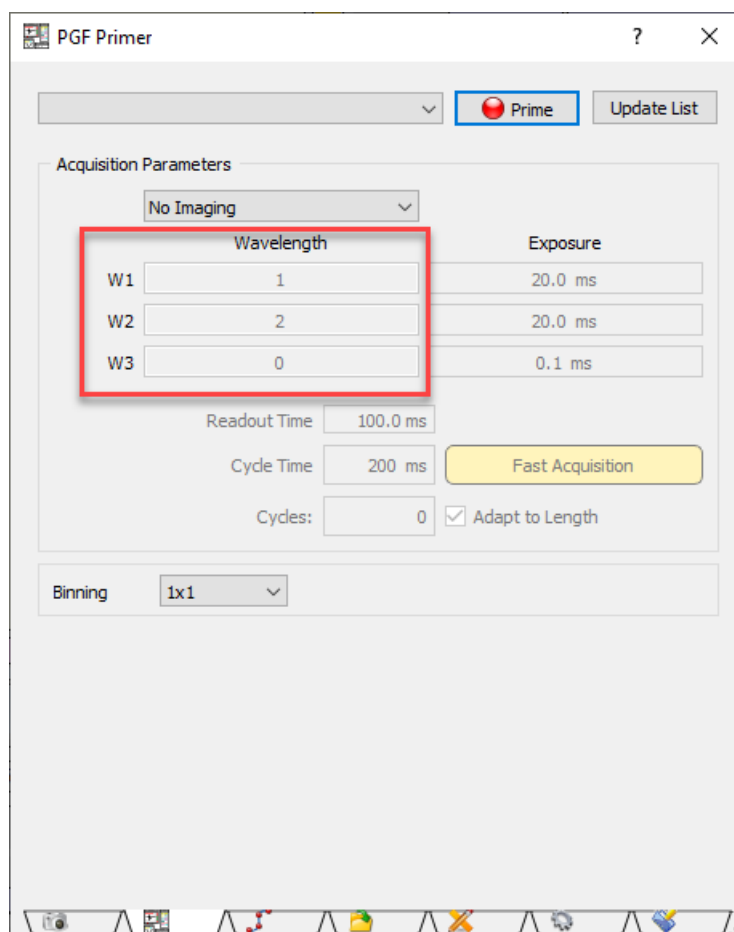 PGF Primer ?
Prime Update List
Acquisition Parameters
No Imaging
Wavelength Exposure
W1 1 20.0 ms
W2 2 20.0 ms
W3 0 0.1 ms
Readout Time 100.0 ms
Cycle Time 200 ms Fast Acquisition
Cycles: 0 Adapt to Length
Binning 1x1